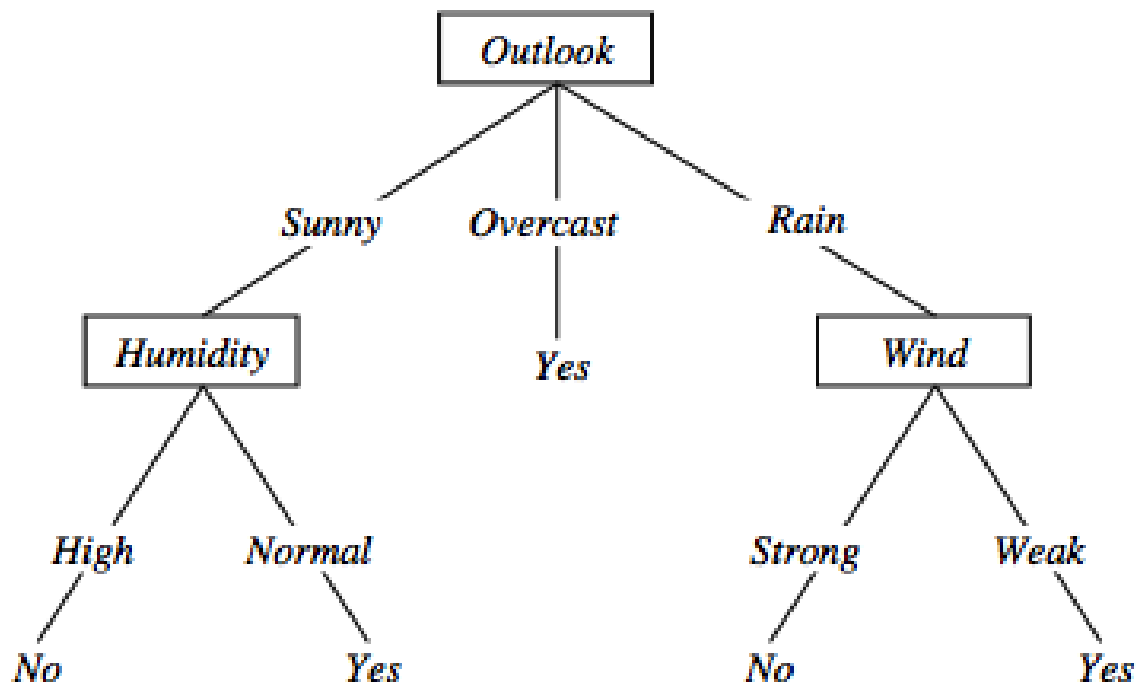 Outlook
Sunny Overcast Rain
Humidity Yes Wind
High Normal Strong Weak
No Yes No Yes